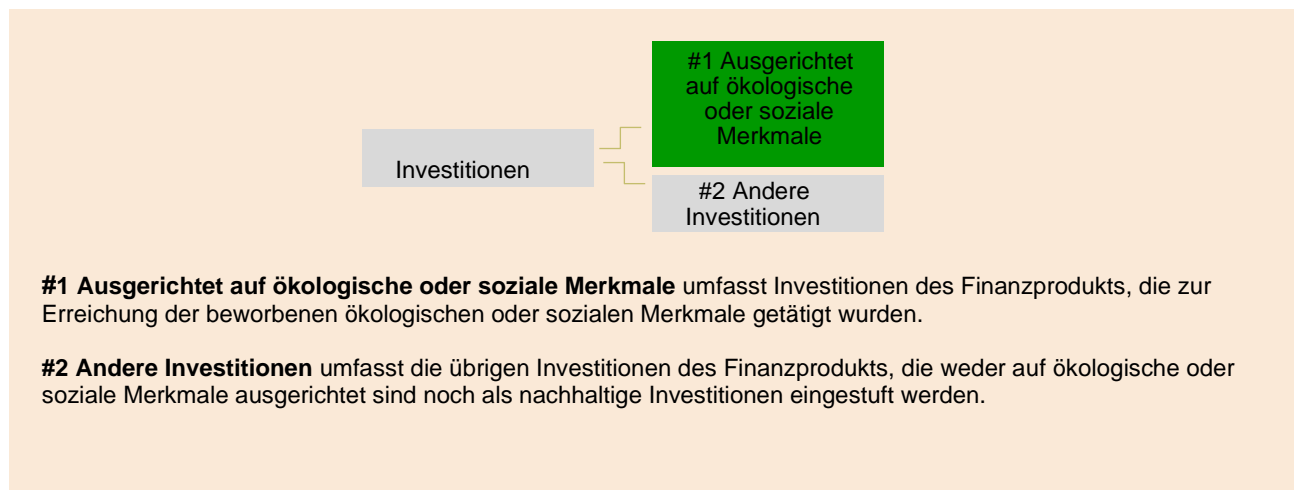 #1 Ausgerichtet
auf ökologische
oder soziale
Merkmale
Investitionen
#2 Andere
Investitionen
#1 Ausgerichtet auf ökologische oder soziale Merkmale umfasst Investitionen des Finanzprodukts, die zur
Erreichung der beworbenen ökologischen oder sozialen Merkmale getätigt wurden.
#2 Andere Investitionen umfasst die übrigen Investitionen des Finanzprodukts, die weder auf ökologische oder
soziale Merkmale ausgerichtet sind noch als nachhaltige Investitionen eingestuft werden.